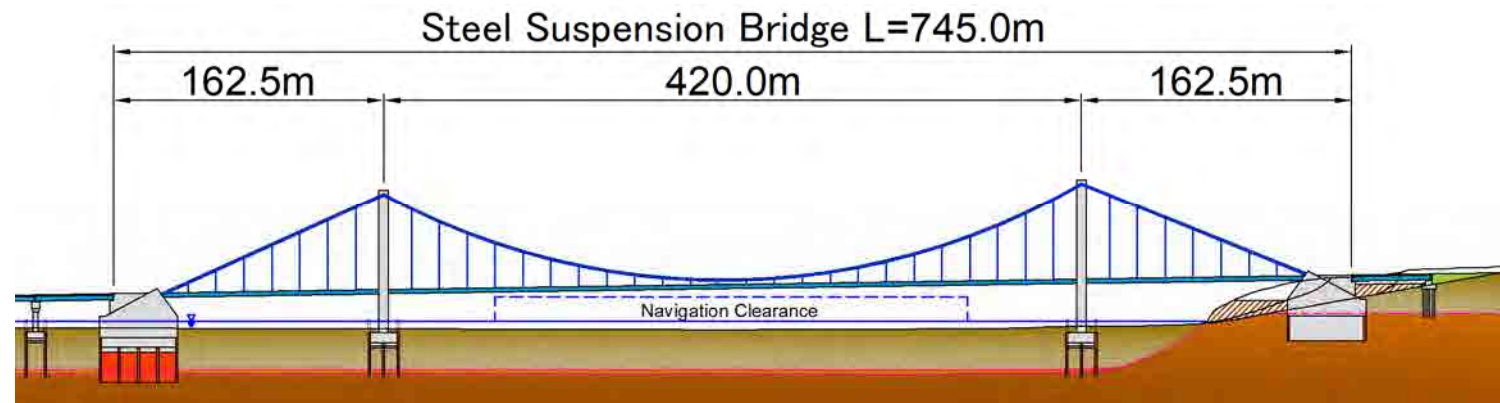 Steel Suspension Bridge L=745.0m
162.5m 420.0m 162.5m
Navigation Clearance